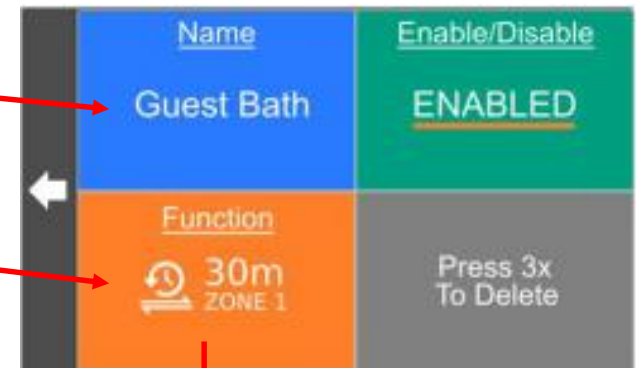 Name
Guest Bath
Enable/Disable
ENABLED
Function
30m
ZONE 1
Press 3x
To Delete